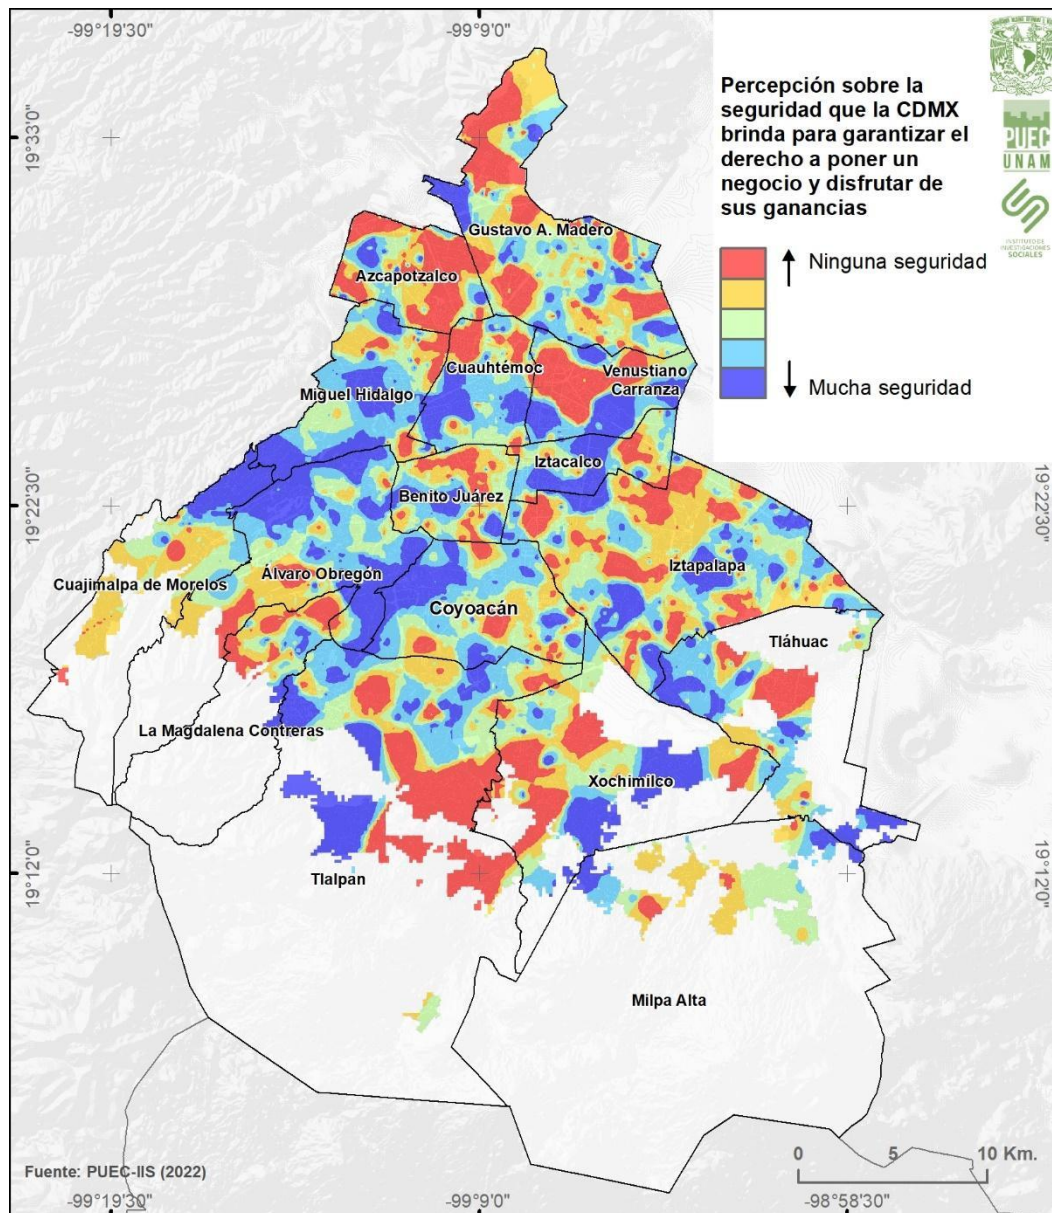 -99°19'30"
-99°9'0"
19°33'0"
Percepción sobre la
seguridad que la CDMX
brinda para garantizar el
derecho a poner un
negocio y disfrutar de
sus ganancias
PUEC
UNAM
INSTITUTO DE
INVESTIGACIONES
SOCIALES
Ninguna seguridad
Mucha seguridad
Gustavo A. Madero
Azcapotzalco
Cuauhtémoc
Venustiano
Carranza
Miguel Hidalgo
Iztacalco
Benito Juárez
19°22'30"
19°22'30"
Iztapalapa
Cuajimalpa de Morelos
Álvaro Obregón
Coyoacán
Tláhuac
La Magdalena Contreras
Xochimilco
19°12'0"
19°12'0"
Tlalpan
Milpa Alta
Fuente: PUEC-IIS (2022)
0 5 10 Km.
-99°19'30"
-99°9'0"
-98°58'30"